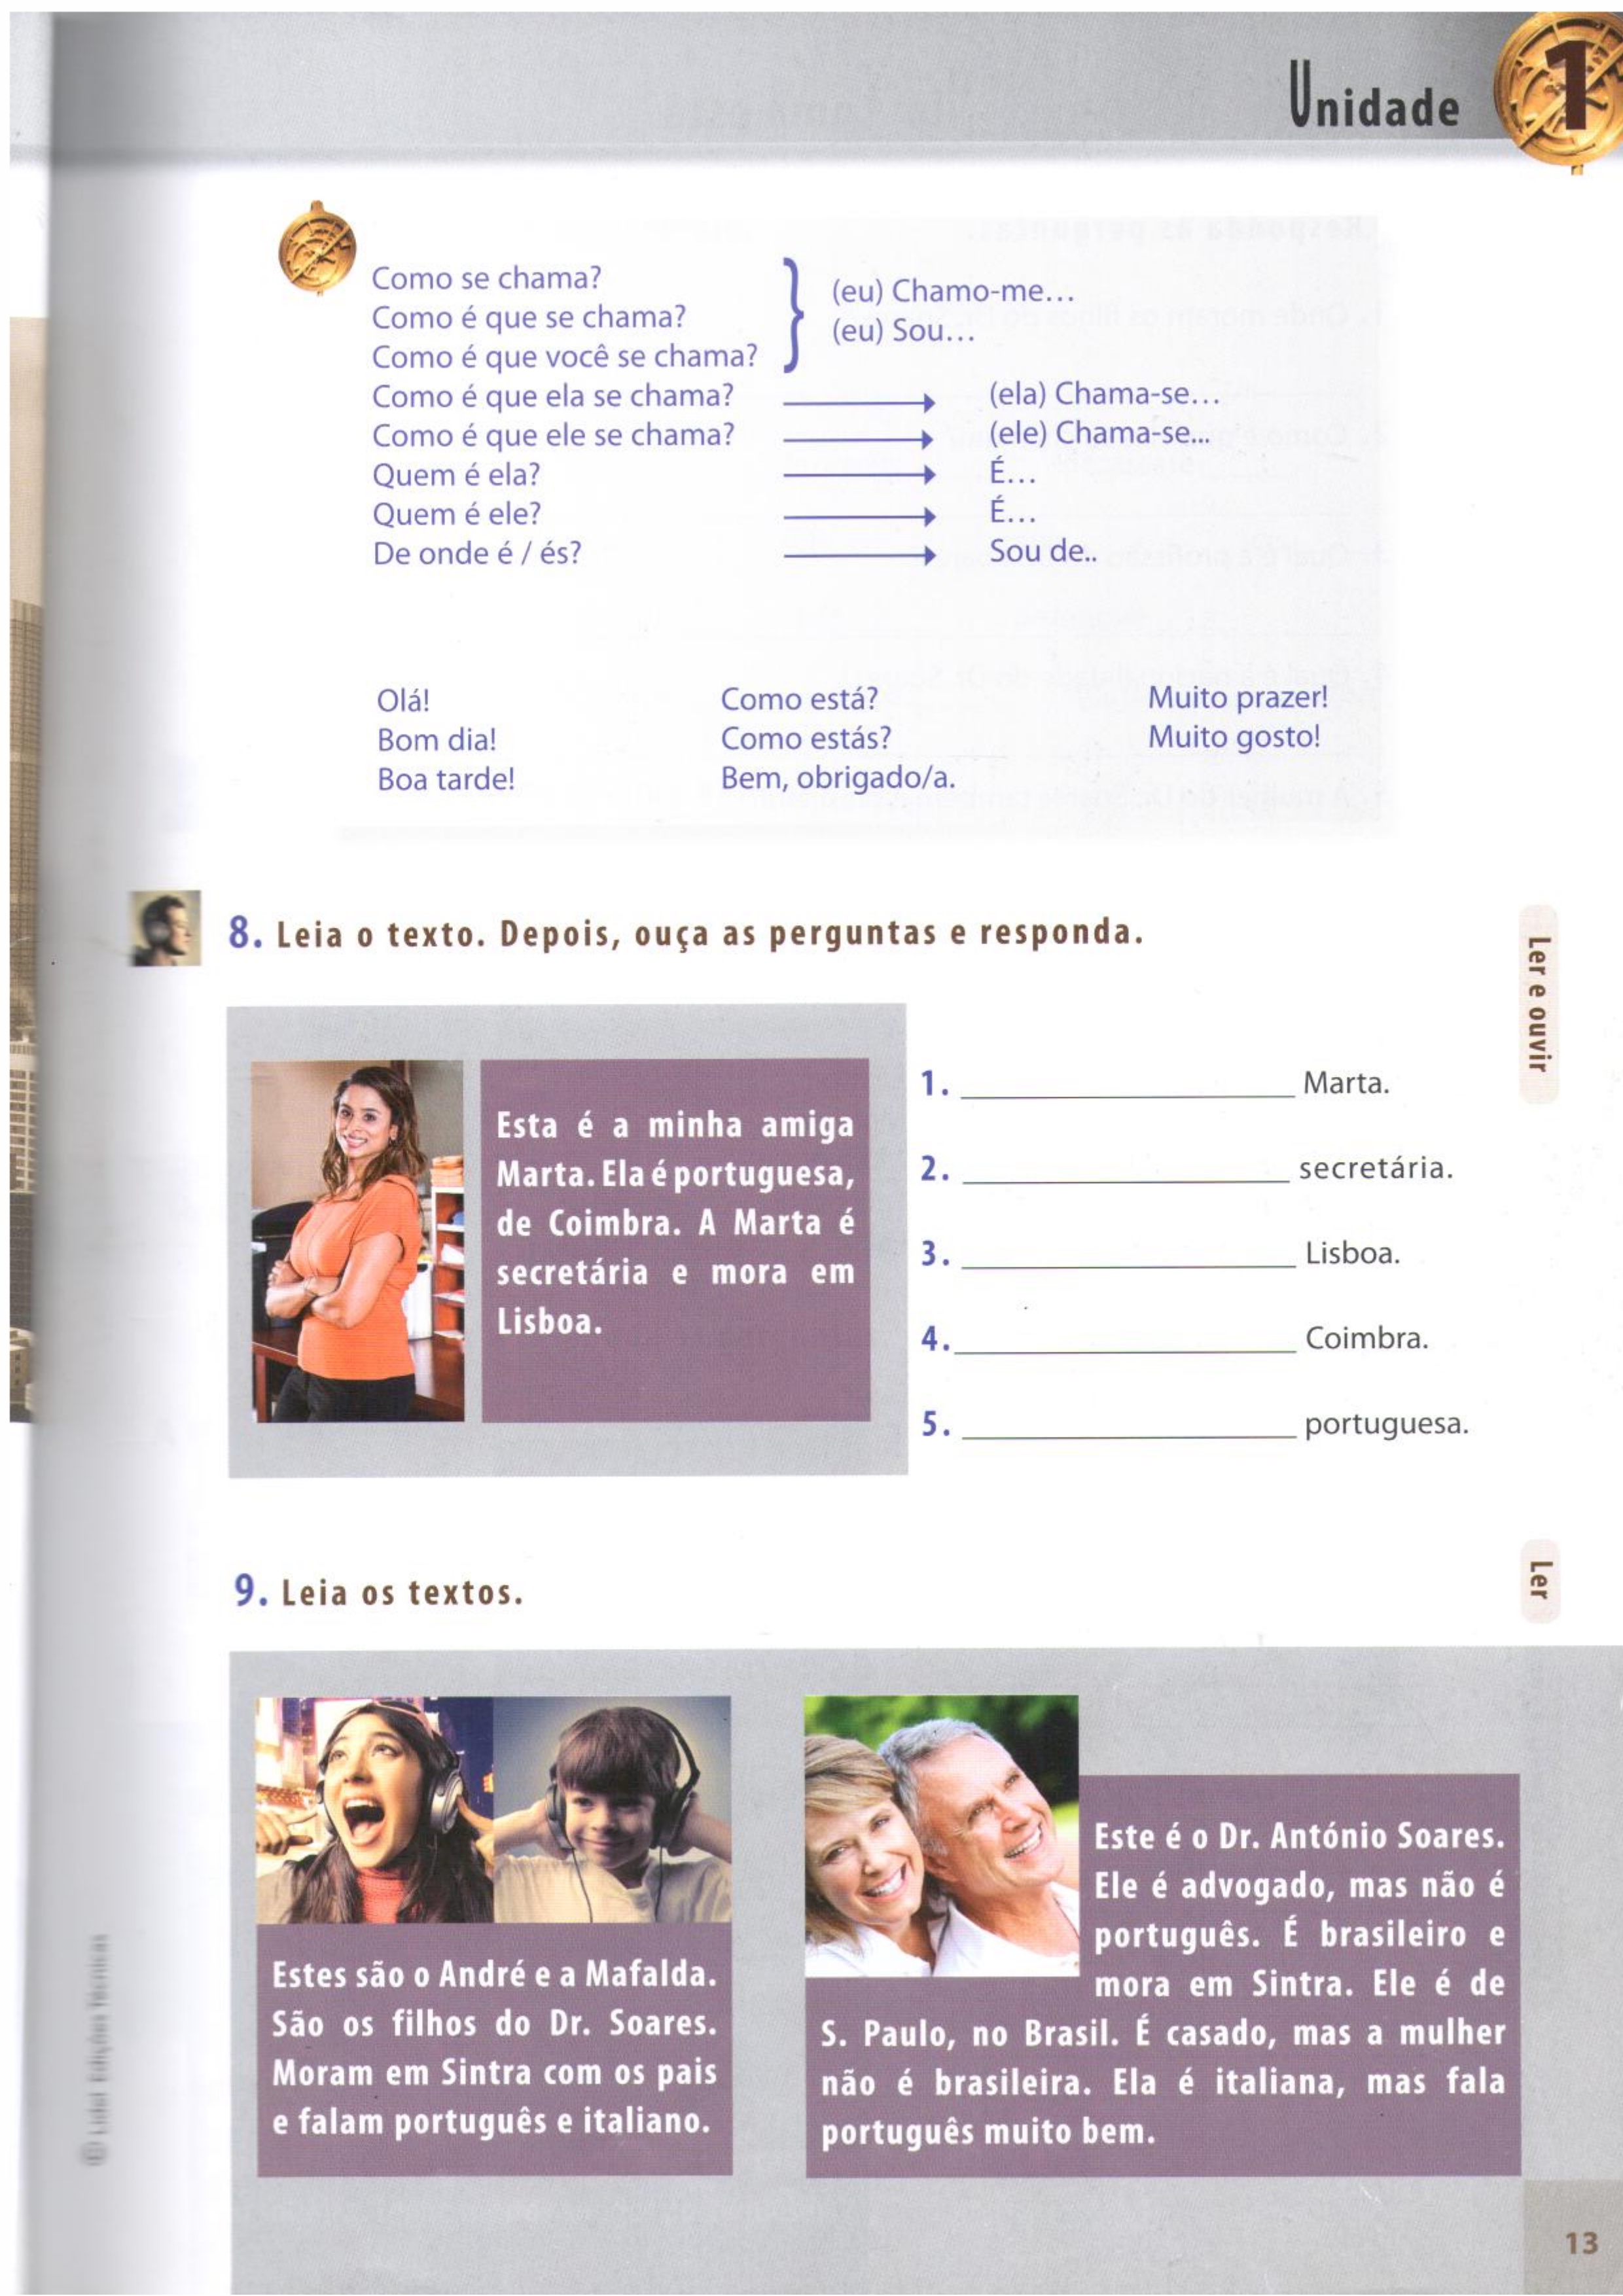 Unidade 1
Como se chama?
Como é que se chama?
Como é que você se chama?
(eu) Chamo-me...
(eu) Sou...
Como é que ela se chama? (ela) Chama-se...
Como é que ele se chama? (ele) Chama-se...
Quem é ela? É...
Quem é ele? É...
De onde é / és? Sou de..
Olá!
Bom dia!
Boa tarde!
Como está?
Como estás?
Bem, obrigado/a.
Muito prazer!
Muito gosto!
8. Leia o texto. Depois, ouça as perguntas e responda.
Ler e ouvir
Esta é a minha amiga
Marta. Ela é portuguesa,
de Coimbra. A Marta é
secretária e mora em
Lisboa.
1. Marta.
2. secretária.
3. Lisboa.
4. Coimbra.
5. portuguesa.
9. Leia os textos.
Ler
Estes são o André e a Mafalda.
São os filhos do Dr. Soares.
Moram em Sintra com os pais
e falam português e italiano.
Este é o Dr. António Soares.
Ele é advogado, mas não é
português. É brasileiro e
mora em Sintra. Ele é de
S. Paulo, no Brasil. É casado, mas a mulher
não é brasileira. Ela é italiana, mas fala
português muito bem.
© Lidel Edições Técnicas
13